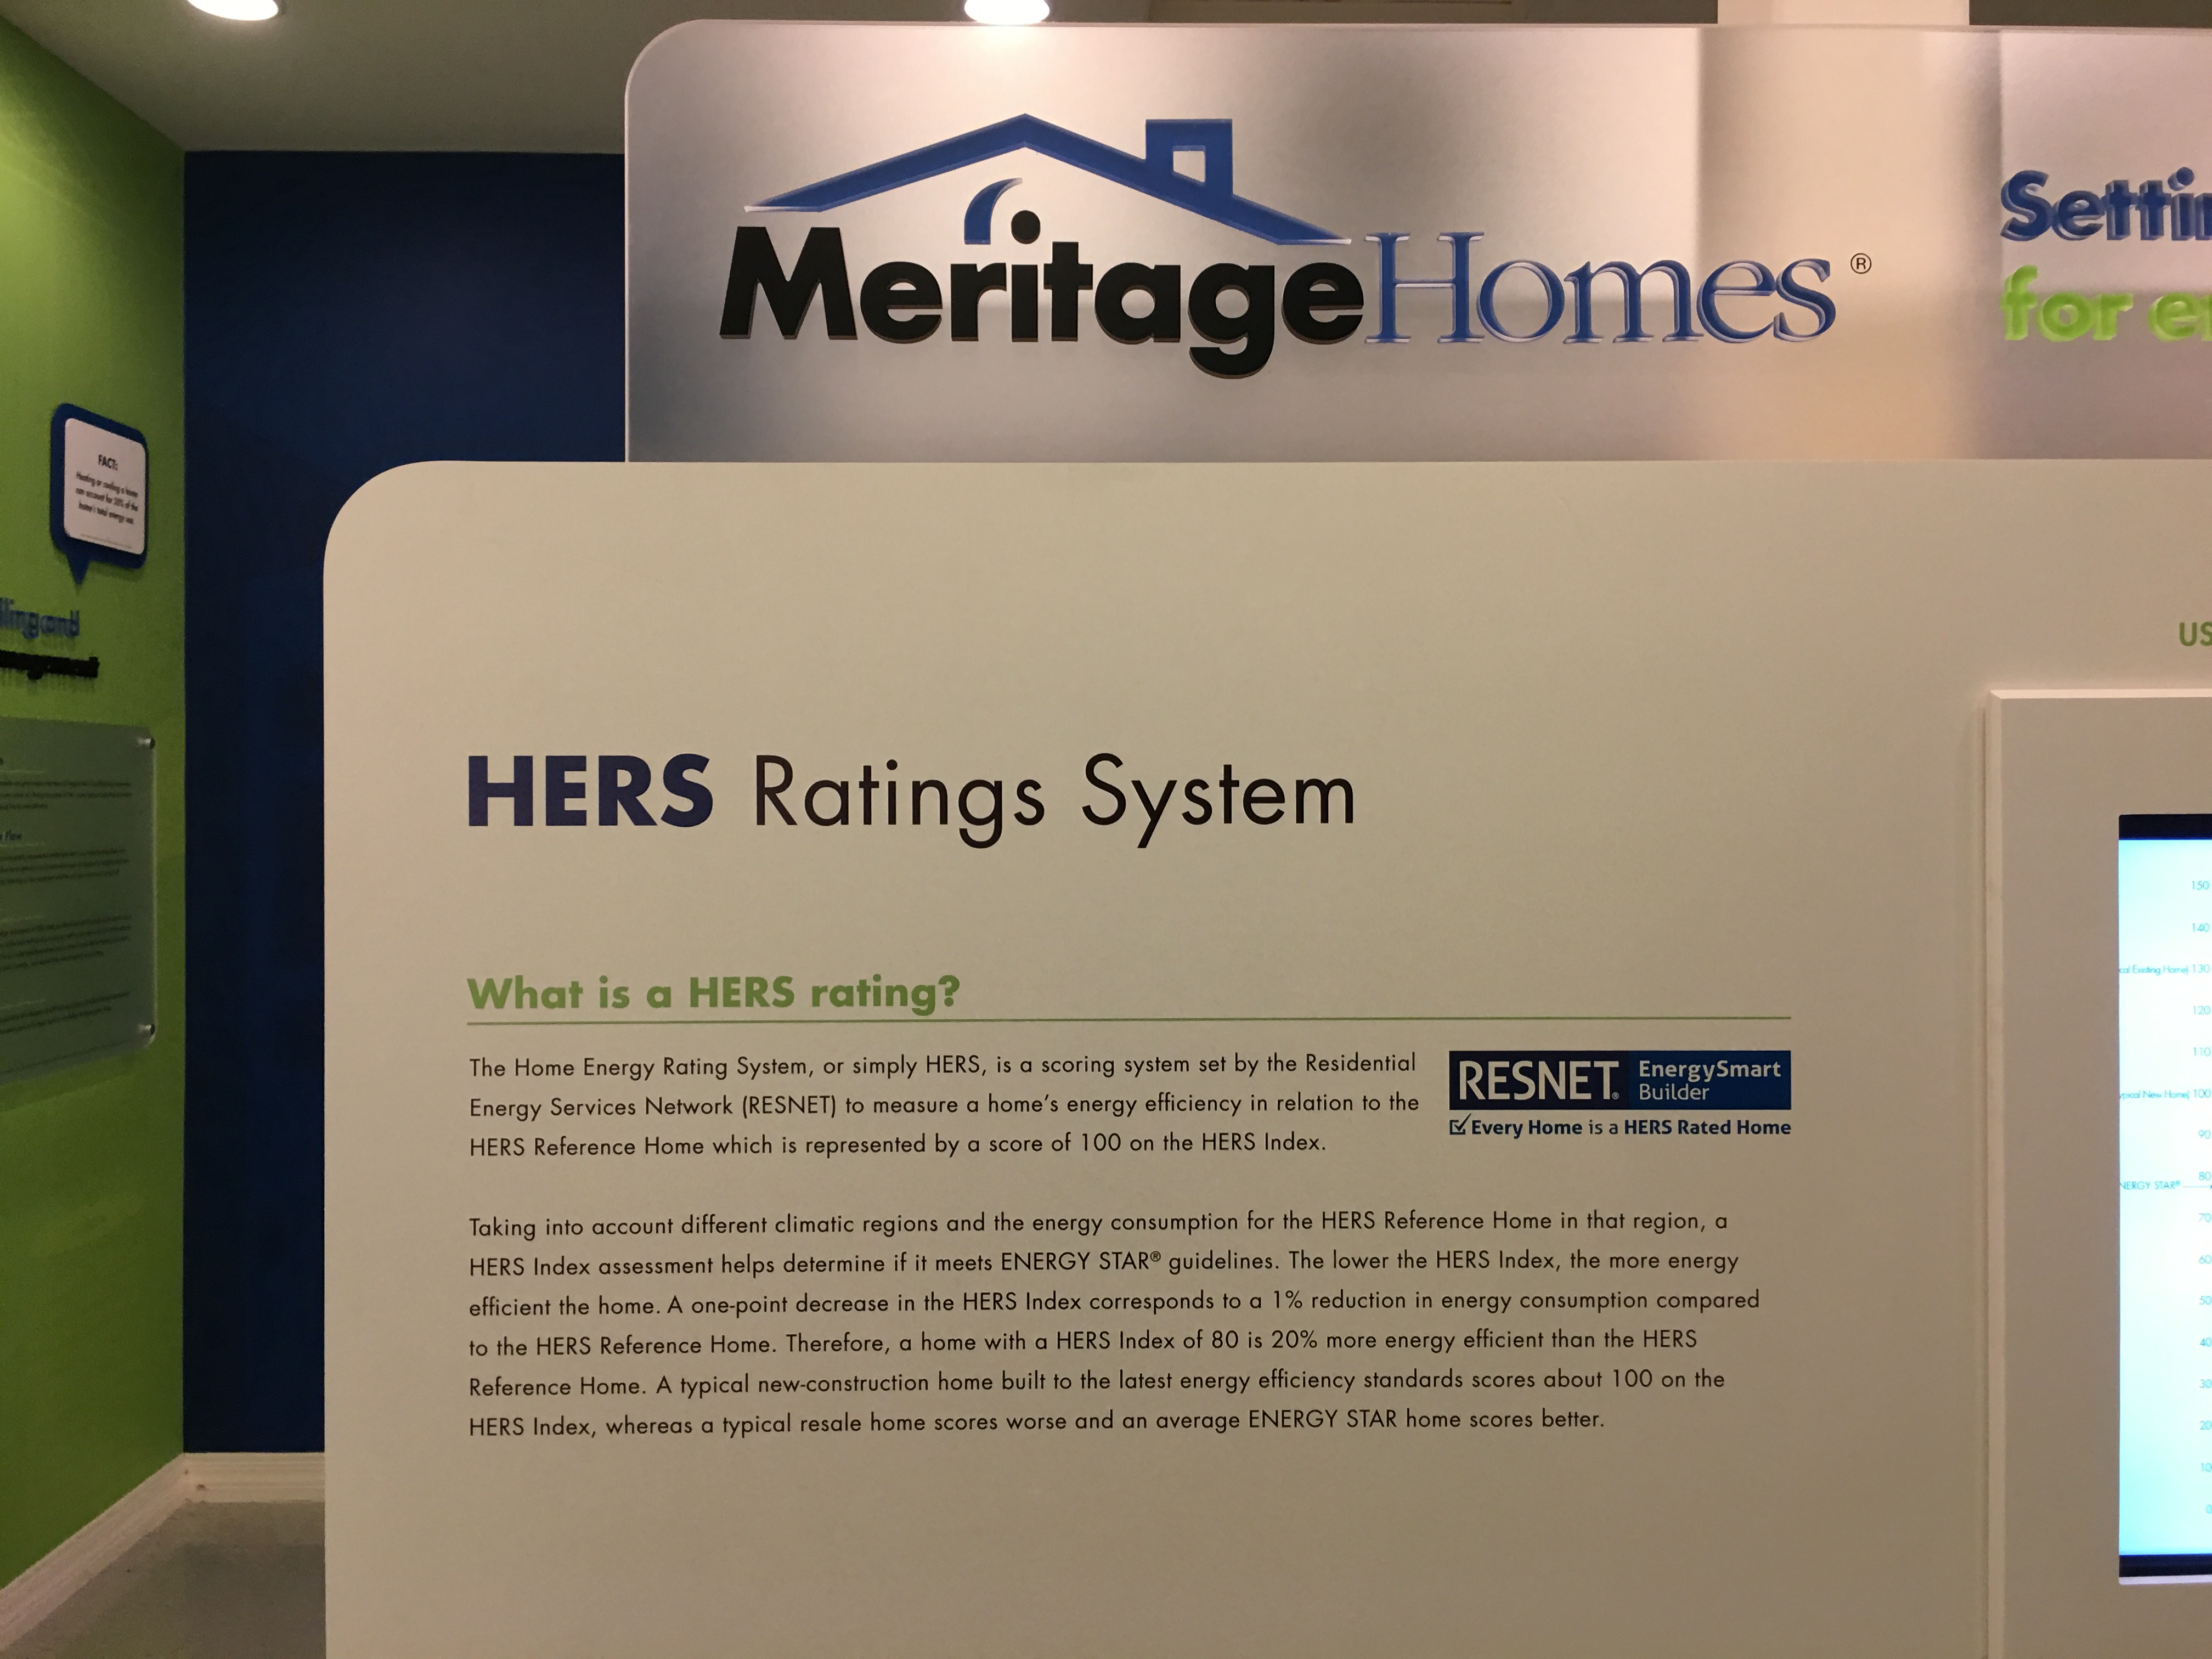 MeritageHomes®
Settin
for e
FACT:
Heating or cooling a home
can account for 50% of the
home's total energy use.
ling and
nagement
HERS Ratings System
What is a HERS rating?
The Home Energy Rating System, or simply HERS, is a scoring system set by the Residential
Energy Services Network (RESNET) to measure a home's energy efficiency in relation to the
HERS Reference Home which is represented by a score of 100 on the HERS Index.
RESNET® EnergySmart
Builder
Every Home is a HERS Rated Home
Taking into account different climatic regions and the energy consumption for the HERS Reference Home in that region, a
HERS Index assessment helps determine if it meets ENERGY STAR® guidelines. The lower the HERS Index, the more energy
efficient the home. A one-point decrease in the HERS Index corresponds to a 1% reduction in energy consumption compared
to the HERS Reference Home. Therefore, a home with a HERS Index of 80 is 20% more energy efficient than the HERS
Reference Home. A typical new-construction home built to the latest energy efficiency standards scores about 100 on the
HERS Index, whereas a typical resale home scores worse and an average ENERGY STAR home scores better.
US
150
140
cal Existing Home) 130
120
110
ypical New Home) 100
90
80
NERGY STAR®
70
60
50
40
30
20
10
0